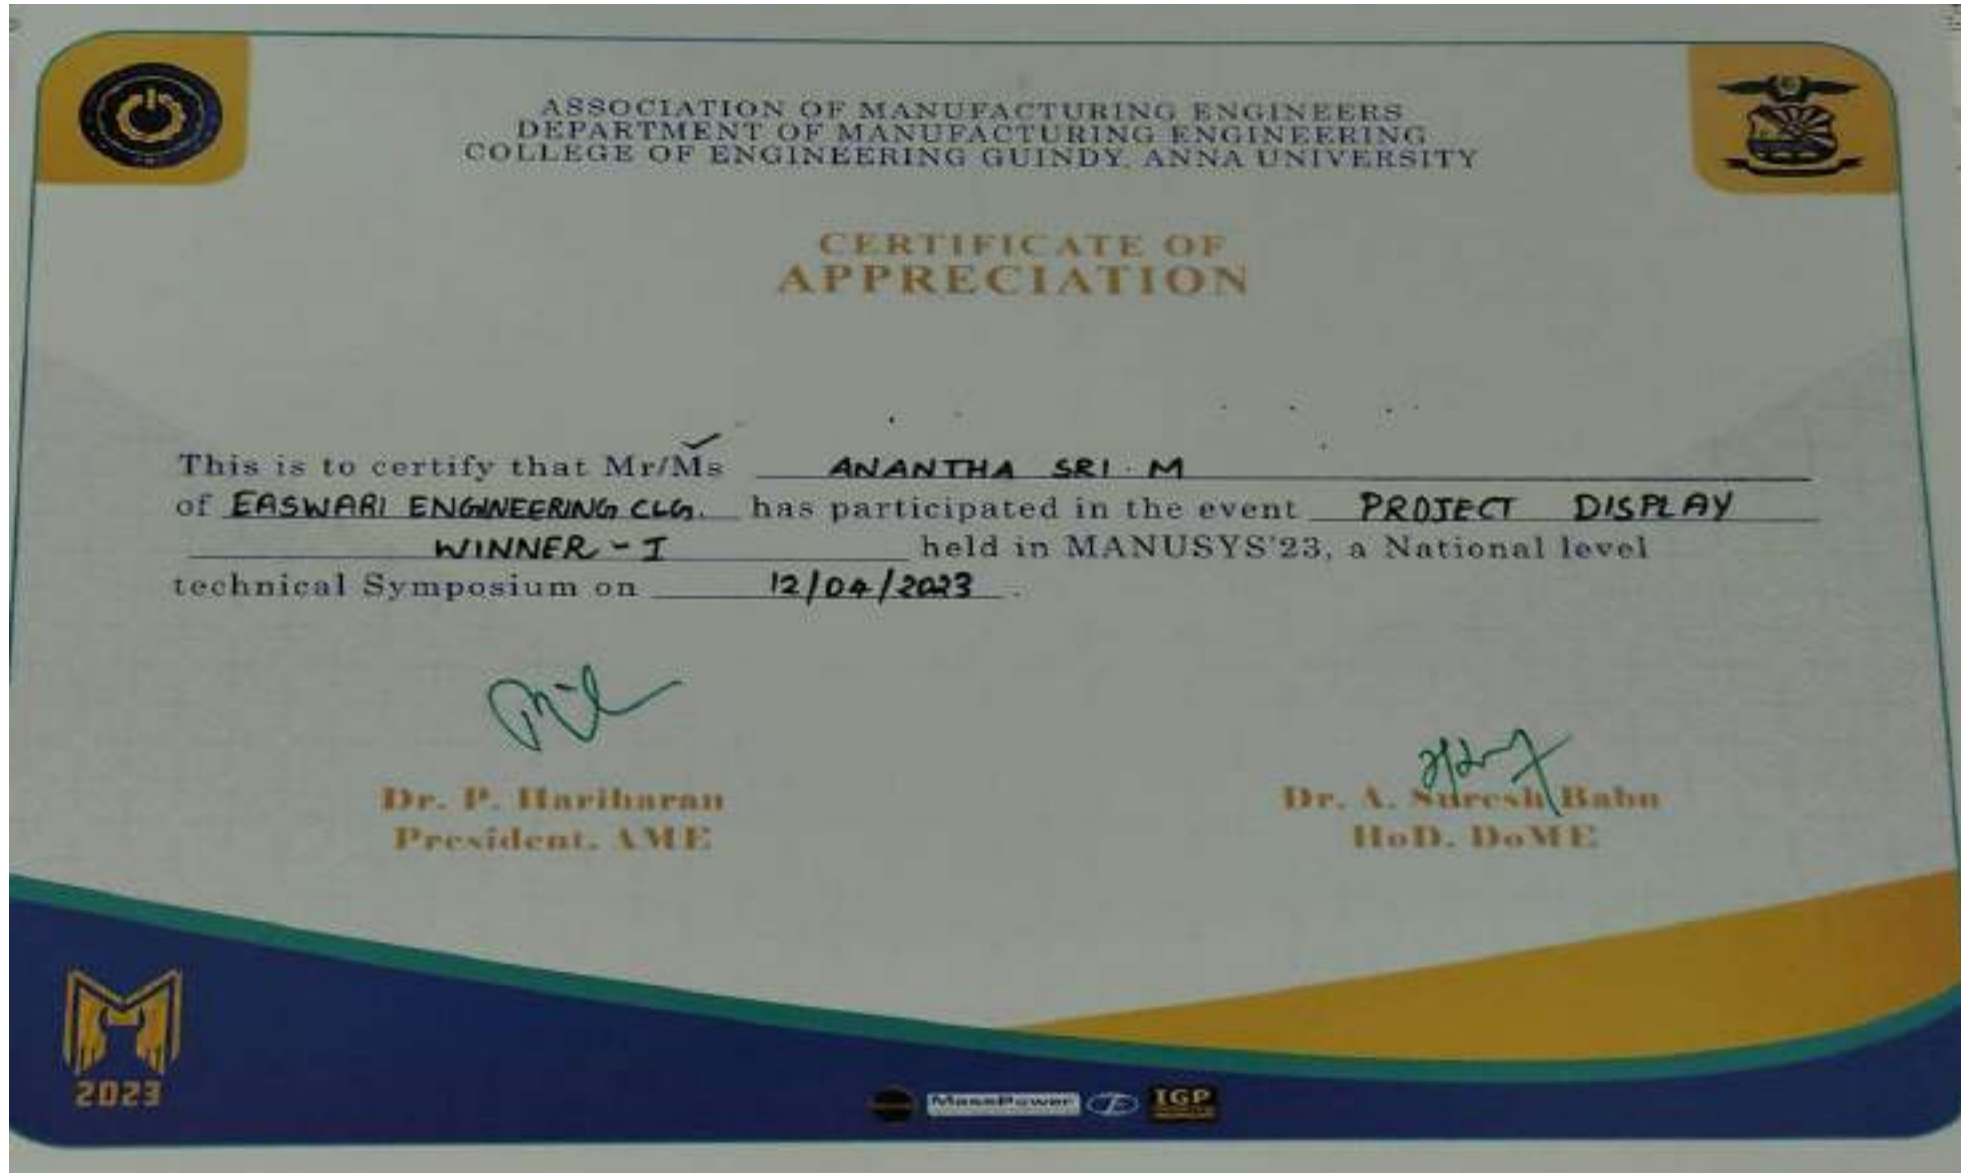 ASSOCIATION OF MANUFACTURING ENGINEERS
DEPARTMENT OF MANUFACTURING ENGINEERING
COLLEGE OF ENGINEERING GUINDY, ANNA UNIVERSITY
CERTIFICATE OF
APPRECIATION
This is to certify that Mr/Ms ANANTHA SRI. M
of EASWARI ENGINEERING CLG. has participated in the event PROJECT DISPLAY
WINNER - I held in MANUSYS'23, a National level
technical Symposium on 12/04/2023.
Dr. P. Hariharan
President, AME
Dr. A. Suresh Babu
HoD, DoME
2023
MassPower
IGP